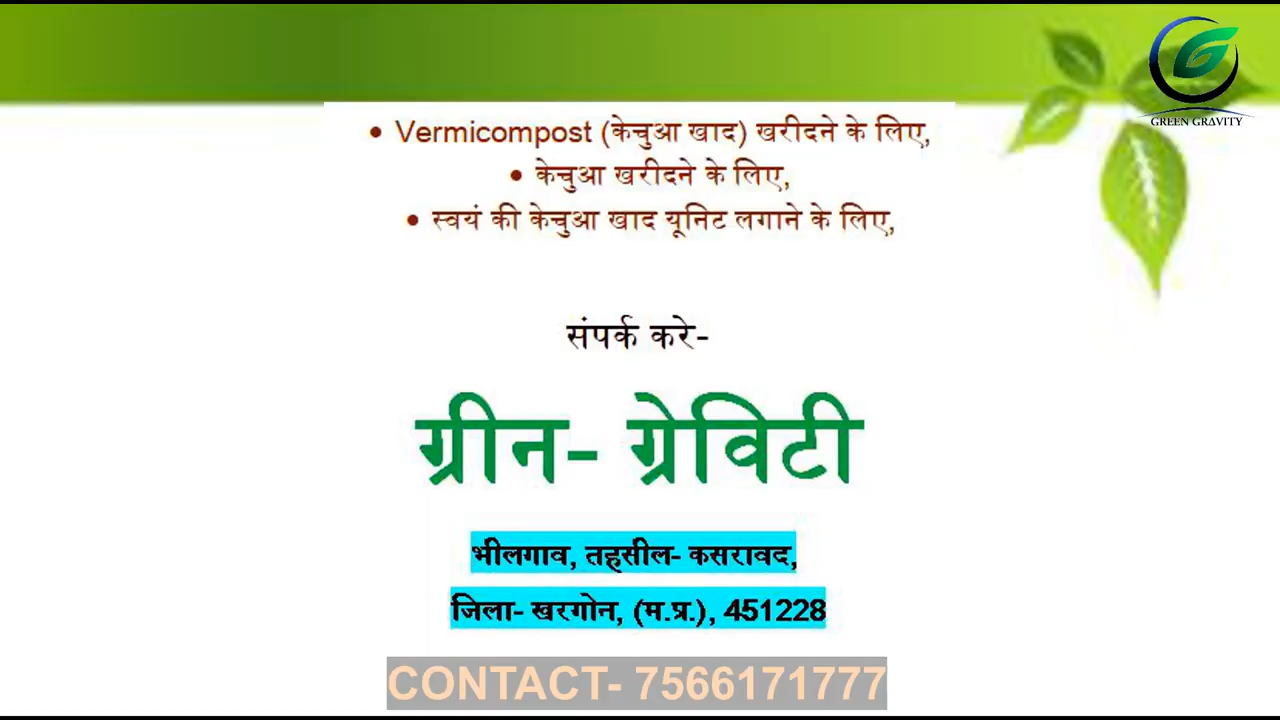 GREEN GRAVITY
• Vermicompost (केचुआ खाद) खरीदने के लिए,
• केचुआ खरीदने के लिए,
• स्वयं की केचुआ खाद यूनिट लगाने के लिए,
संपर्क करे-
ग्रीन- ग्रेविटी
भीलगाव, तहसील- कसरावद,
जिला- खरगोन, (म.प्र.), 451228
CONTACT- 7566171777